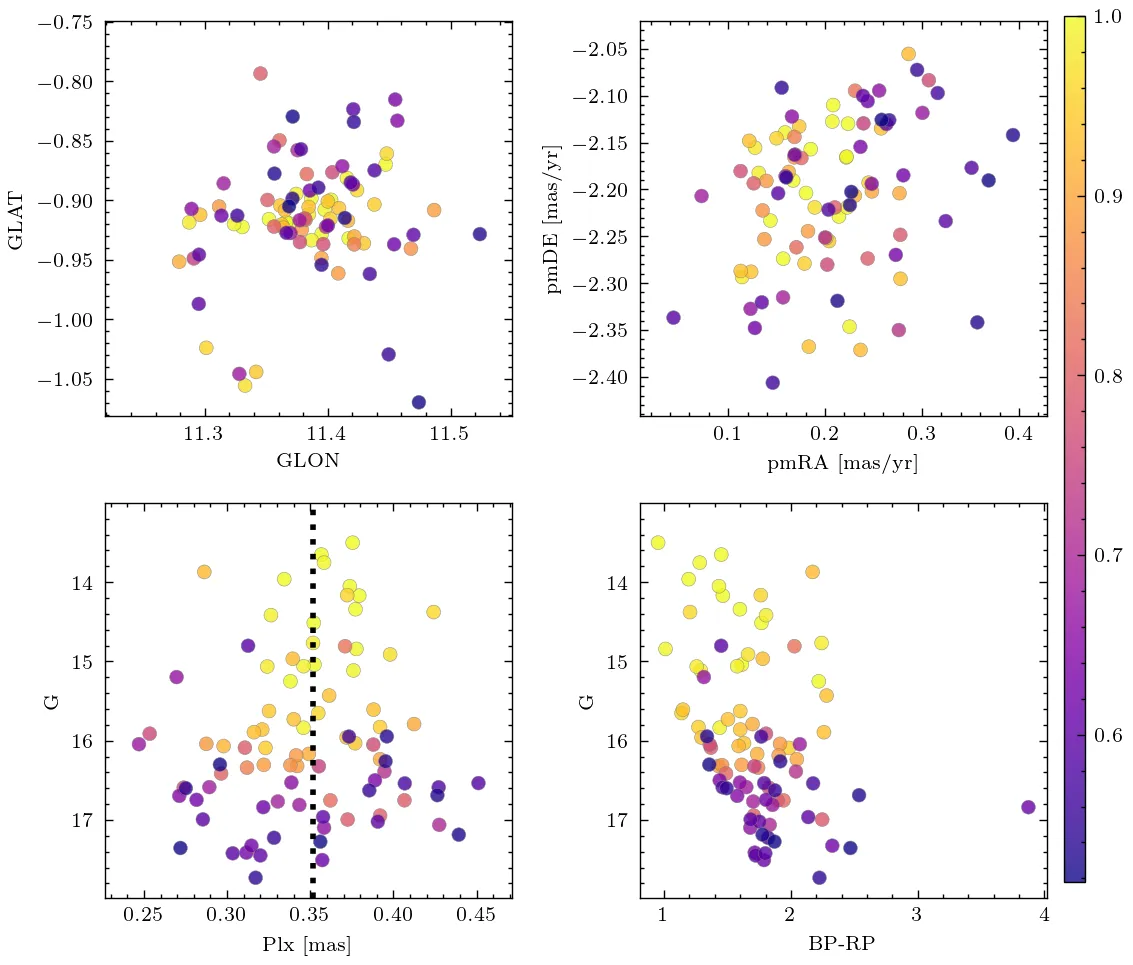 −0.75
−0.80
−0.85
−0.90
−0.95
−1.00
−1.05
GLAT
11.3 11.4 11.5
GLON
−2.05
−2.10
−2.15
−2.20
−2.25
−2.30
−2.35
−2.40
pmDE [mas/yr]
0.1 0.2 0.3 0.4
pmRA [mas/yr]
1.0
0.9
0.8
0.7
0.6
14
15
16
17
G
0.25 0.30 0.35 0.40 0.45
Plx [mas]
14
15
16
17
G
1 2 3 4
BP-RP